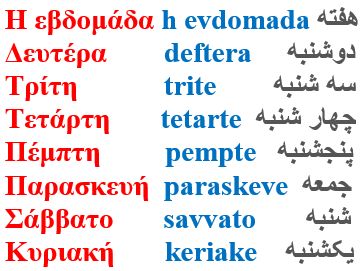 Η εβδομάδα h evdomada هفته
Δευτέρα deftera دوشنبه
Τρίτη trite سه شنبه
Τετάρτη tetarte چهار شنبه
Πέμπτη pempte پنجشنبه
Παρασκευή paraskeve جمعه
Σάββατο savvato شنبه
Κυριακή keriake یکشنبه